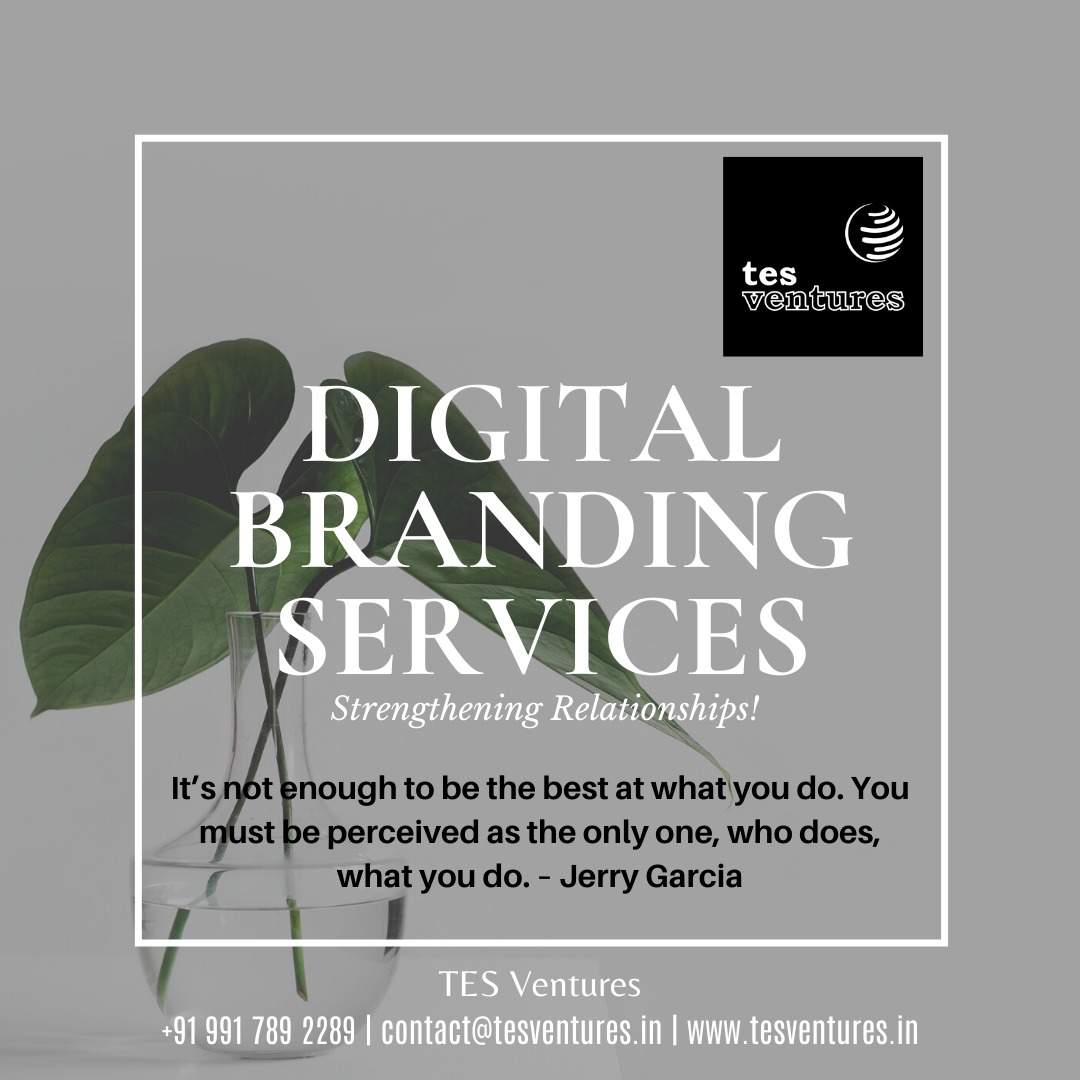 tes
ventures
DIGITAL
BRANDING
SERVICES
Strengthening Relationships!
It’s not enough to be the best at what you do. You
must be perceived as the only one, who does,
what you do. – Jerry Garcia
TES Ventures
+91 991 789 2289 | contact@tesventures.in | www.tesventures.in